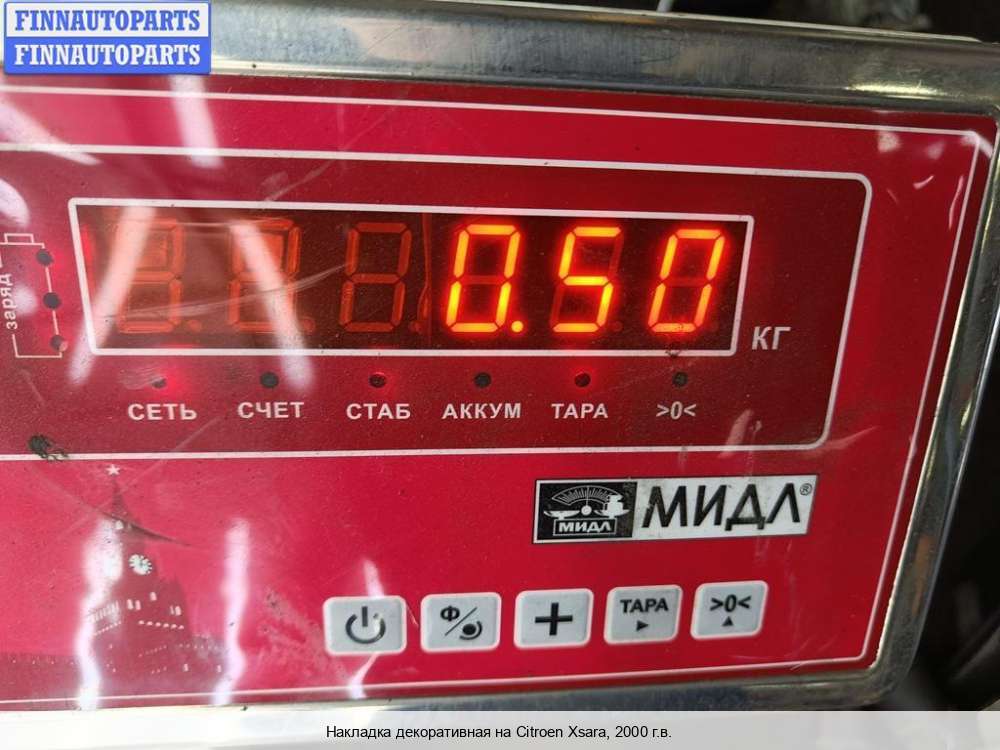 FINNAUTOPARTS
FINNAUTOPARTS
0.50
КГ
заряд
СЕТЬ СЧЕТ СТАБ АККУМ ТАРА >0<
МИДЛ МИДЛ®
Ф/ + ТАРА >0<
Накладка декоративная на Citroen Xsara, 2000 г.в.